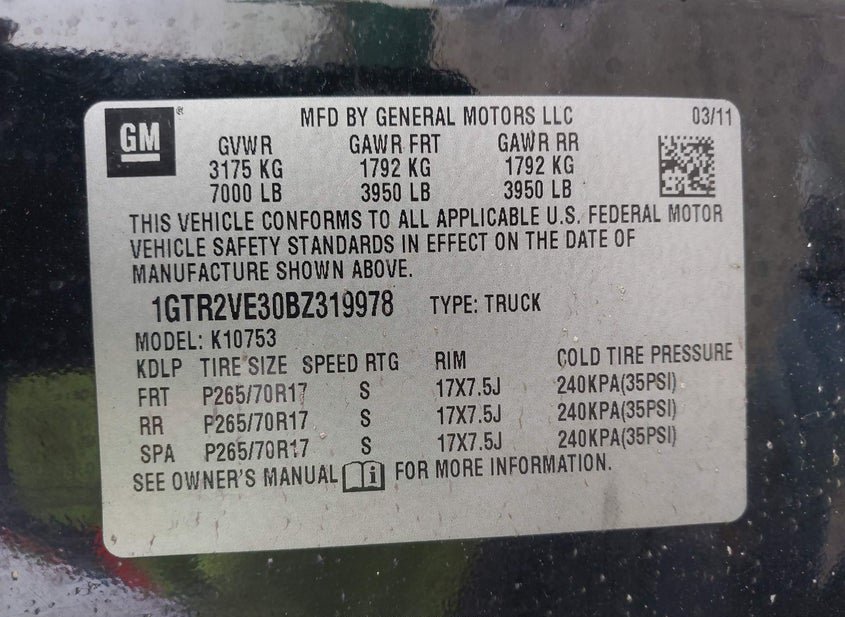 GM® MFD BY GENERAL MOTORS LLC 03/11
GVWR GAWR FRT GAWR RR
3175 KG 1792 KG 1792 KG
7000 LB 3950 LB 3950 LB
THIS VEHICLE CONFORMS TO ALL APPLICABLE U.S. FEDERAL MOTOR
VEHICLE SAFETY STANDARDS IN EFFECT ON THE DATE OF
MANUFACTURE SHOWN ABOVE.
1GTR2VE30BZ319978 TYPE: TRUCK
MODEL: K10753
KDLP TIRE SIZE SPEED RTG RIM COLD TIRE PRESSURE
FRT P265/70R17 S 17X7.5J 240KPA(35PSI)
RR P265/70R17 S 17X7.5J 240KPA(35PSI)
SPA P265/70R17 S 17X7.5J 240KPA(35PSI)
SEE OWNER'S MANUAL i FOR MORE INFORMATION.